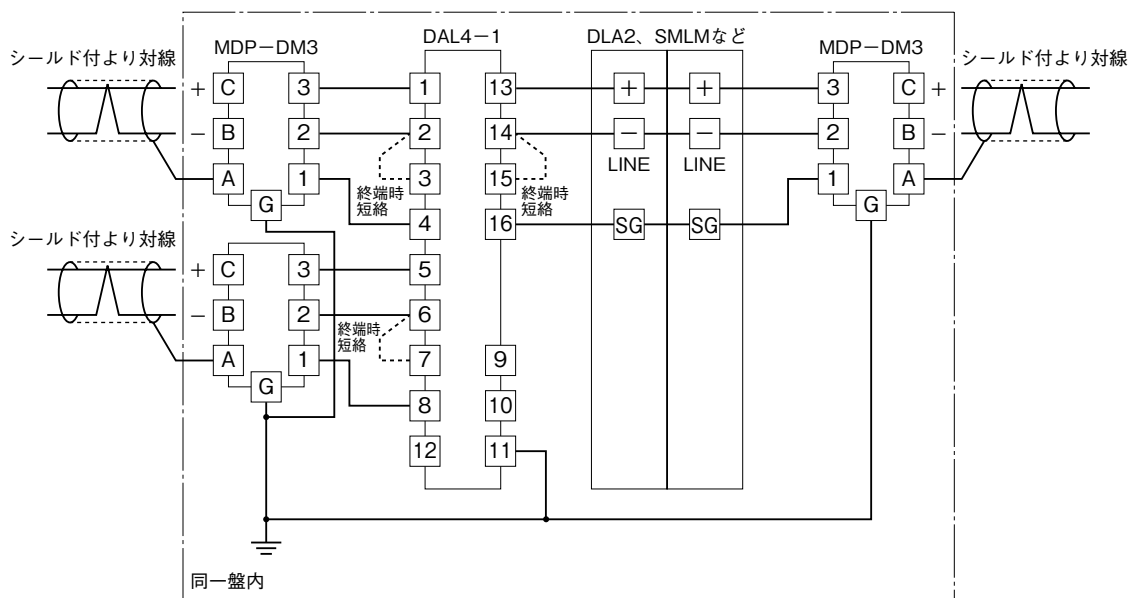 MDP−DM3 DAL4−1 DLA2、SMLMなど MDP−DM3
シールド付より対線 シールド付より対線
+ C 3 1 13 + + 3 C +
− B 2 2 14 − − 2 B −
LINE LINE
A 1 3 15 1 A
終端時
短絡
終端時
短絡
G 4 16 SG SG G
シールド付より対線
+ C 3 5
− B 2 6
終端時
短絡
A 1 7 9
G
8 10
12 11
同一盤内